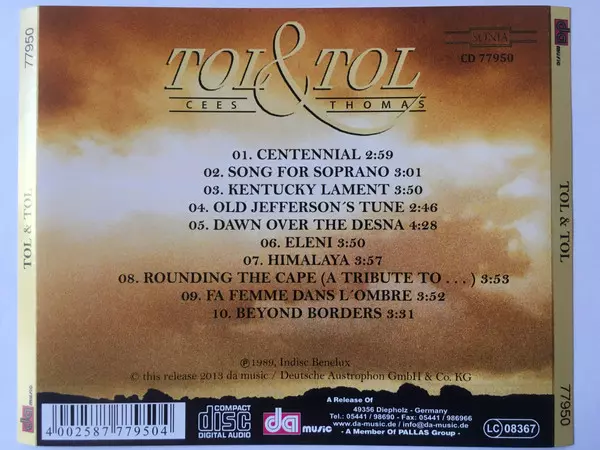 77950
TOL & TOL
TOL&TOL
CEES THOMAS
SONIA
CD 77950
da music
01. CENTENNIAL 2:59
02. SONG FOR SOPRANO 3:01
03. KENTUCKY LAMENT 3:50
04. OLD JEFFERSON´S TUNE 2:46
05. DAWN OVER THE DESNA 4:28
06. ELENI 3:50
07. HIMALAYA 3:57
08. ROUNDING THE CAPE (A TRIBUTE TO . . . ) 3:53
09. FA FEMME DANS L´OMBRE 3:52
10. BEYOND BORDERS 3:31
℗1989, Indisc Benelux
© this release 2013 da music / Deutsche Austrophon GmbH & Co. KG
4 002587 779504
COMPACT
disc
DIGITAL AUDIO
da music
A Release Of
49356 Diepholz - Germany
Tel.: 05441 / 98690 - Fax: 05441 / 986966
www.da-music.de / info@da-music.de
- A Member Of PALLAS Group -
LC 08367
da music
TOL & TOL
77950